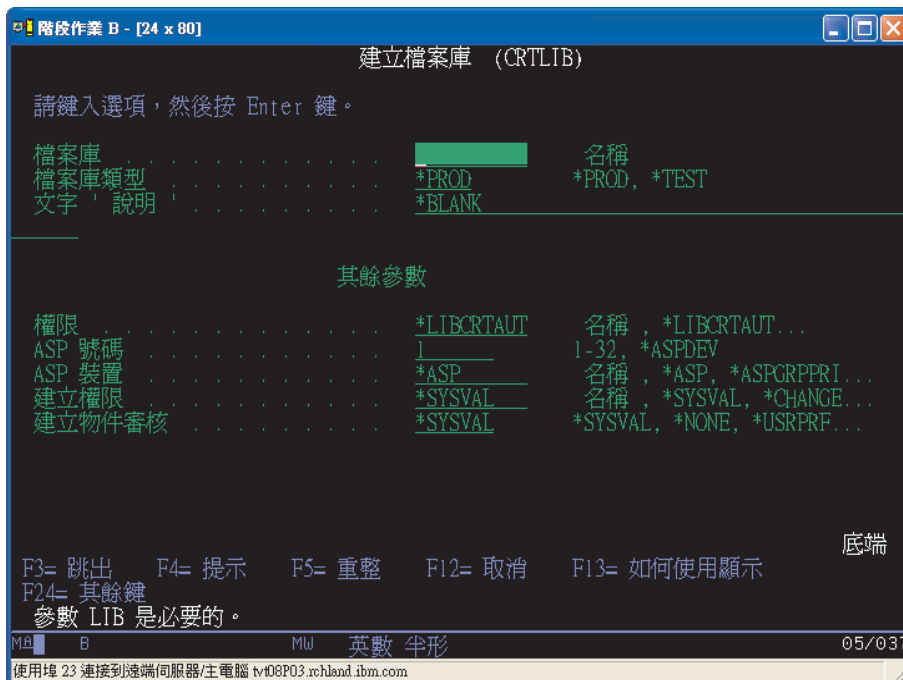 階段作業 B - [24 x 80]
建立檔案庫 (CRTLIB)
請鍵入選項，然後按 Enter 鍵。
檔案庫 . . . . . . . . . . . . 名稱
檔案庫類型 . . . . . . . . . . *PROD *PROD, *TEST
文字 ' 說明 ' . . . . . . . . . *BLANK
其餘參數
權限 . . . . . . . . . . . . . *LIBCRTAUT 名稱 , *LIBCRTAUT...
ASP 號碼 . . . . . . . . . . . 1 1-32, *ASPDEV
ASP 裝置 . . . . . . . . . . . *ASP 名稱 , *ASP, *ASPGRPPRI...
建立權限 . . . . . . . . . . . *SYSVAL 名稱 , *SYSVAL, *CHANGE...
建立物件審核 . . . . . . . . . *SYSVAL *SYSVAL, *NONE, *USRPRF...
底端
F3= 跳出 F4= 提示 F5= 重整 F12= 取消 F13= 如何使用顯示
F24= 其餘鍵
參數 LIB 是必要的。
MA B MW 英數 半形 05/037
使用埠 23 連接到遠端伺服器/主電腦 tvt08P03.rchland.ibm.com